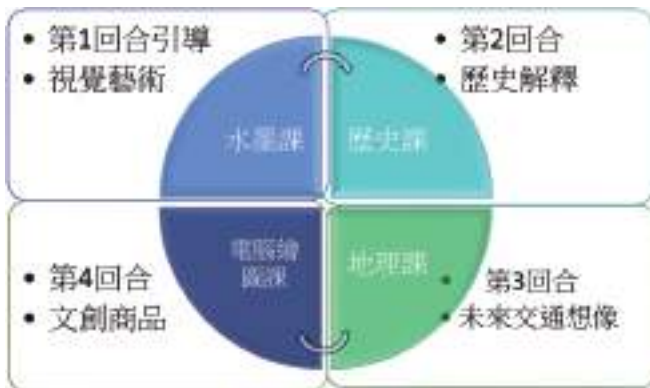 • 第1回合引導
• 視覺藝術
水墨課
• 第2回合
• 歷史解釋
歷史課
• 第4回合
• 文創商品
電腦繪
圖課
• 第3回合
• 未來交通想像
地理課